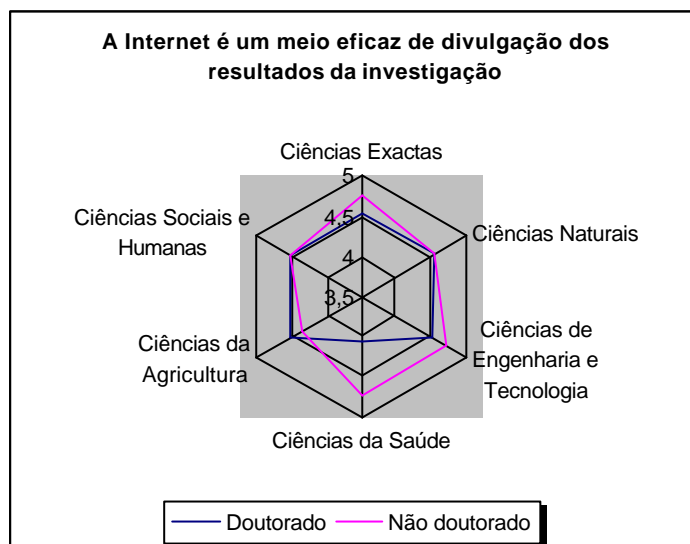 A Internet é um meio eficaz de divulgação dos
resultados da investigação
Ciências Exactas
5
4,5
4
3,5
Ciências Sociais e
Humanas
Ciências Naturais
Ciências da
Agricultura
Ciências de
Engenharia e
Tecnologia
Ciências da Saúde
Doutorado
Não doutorado